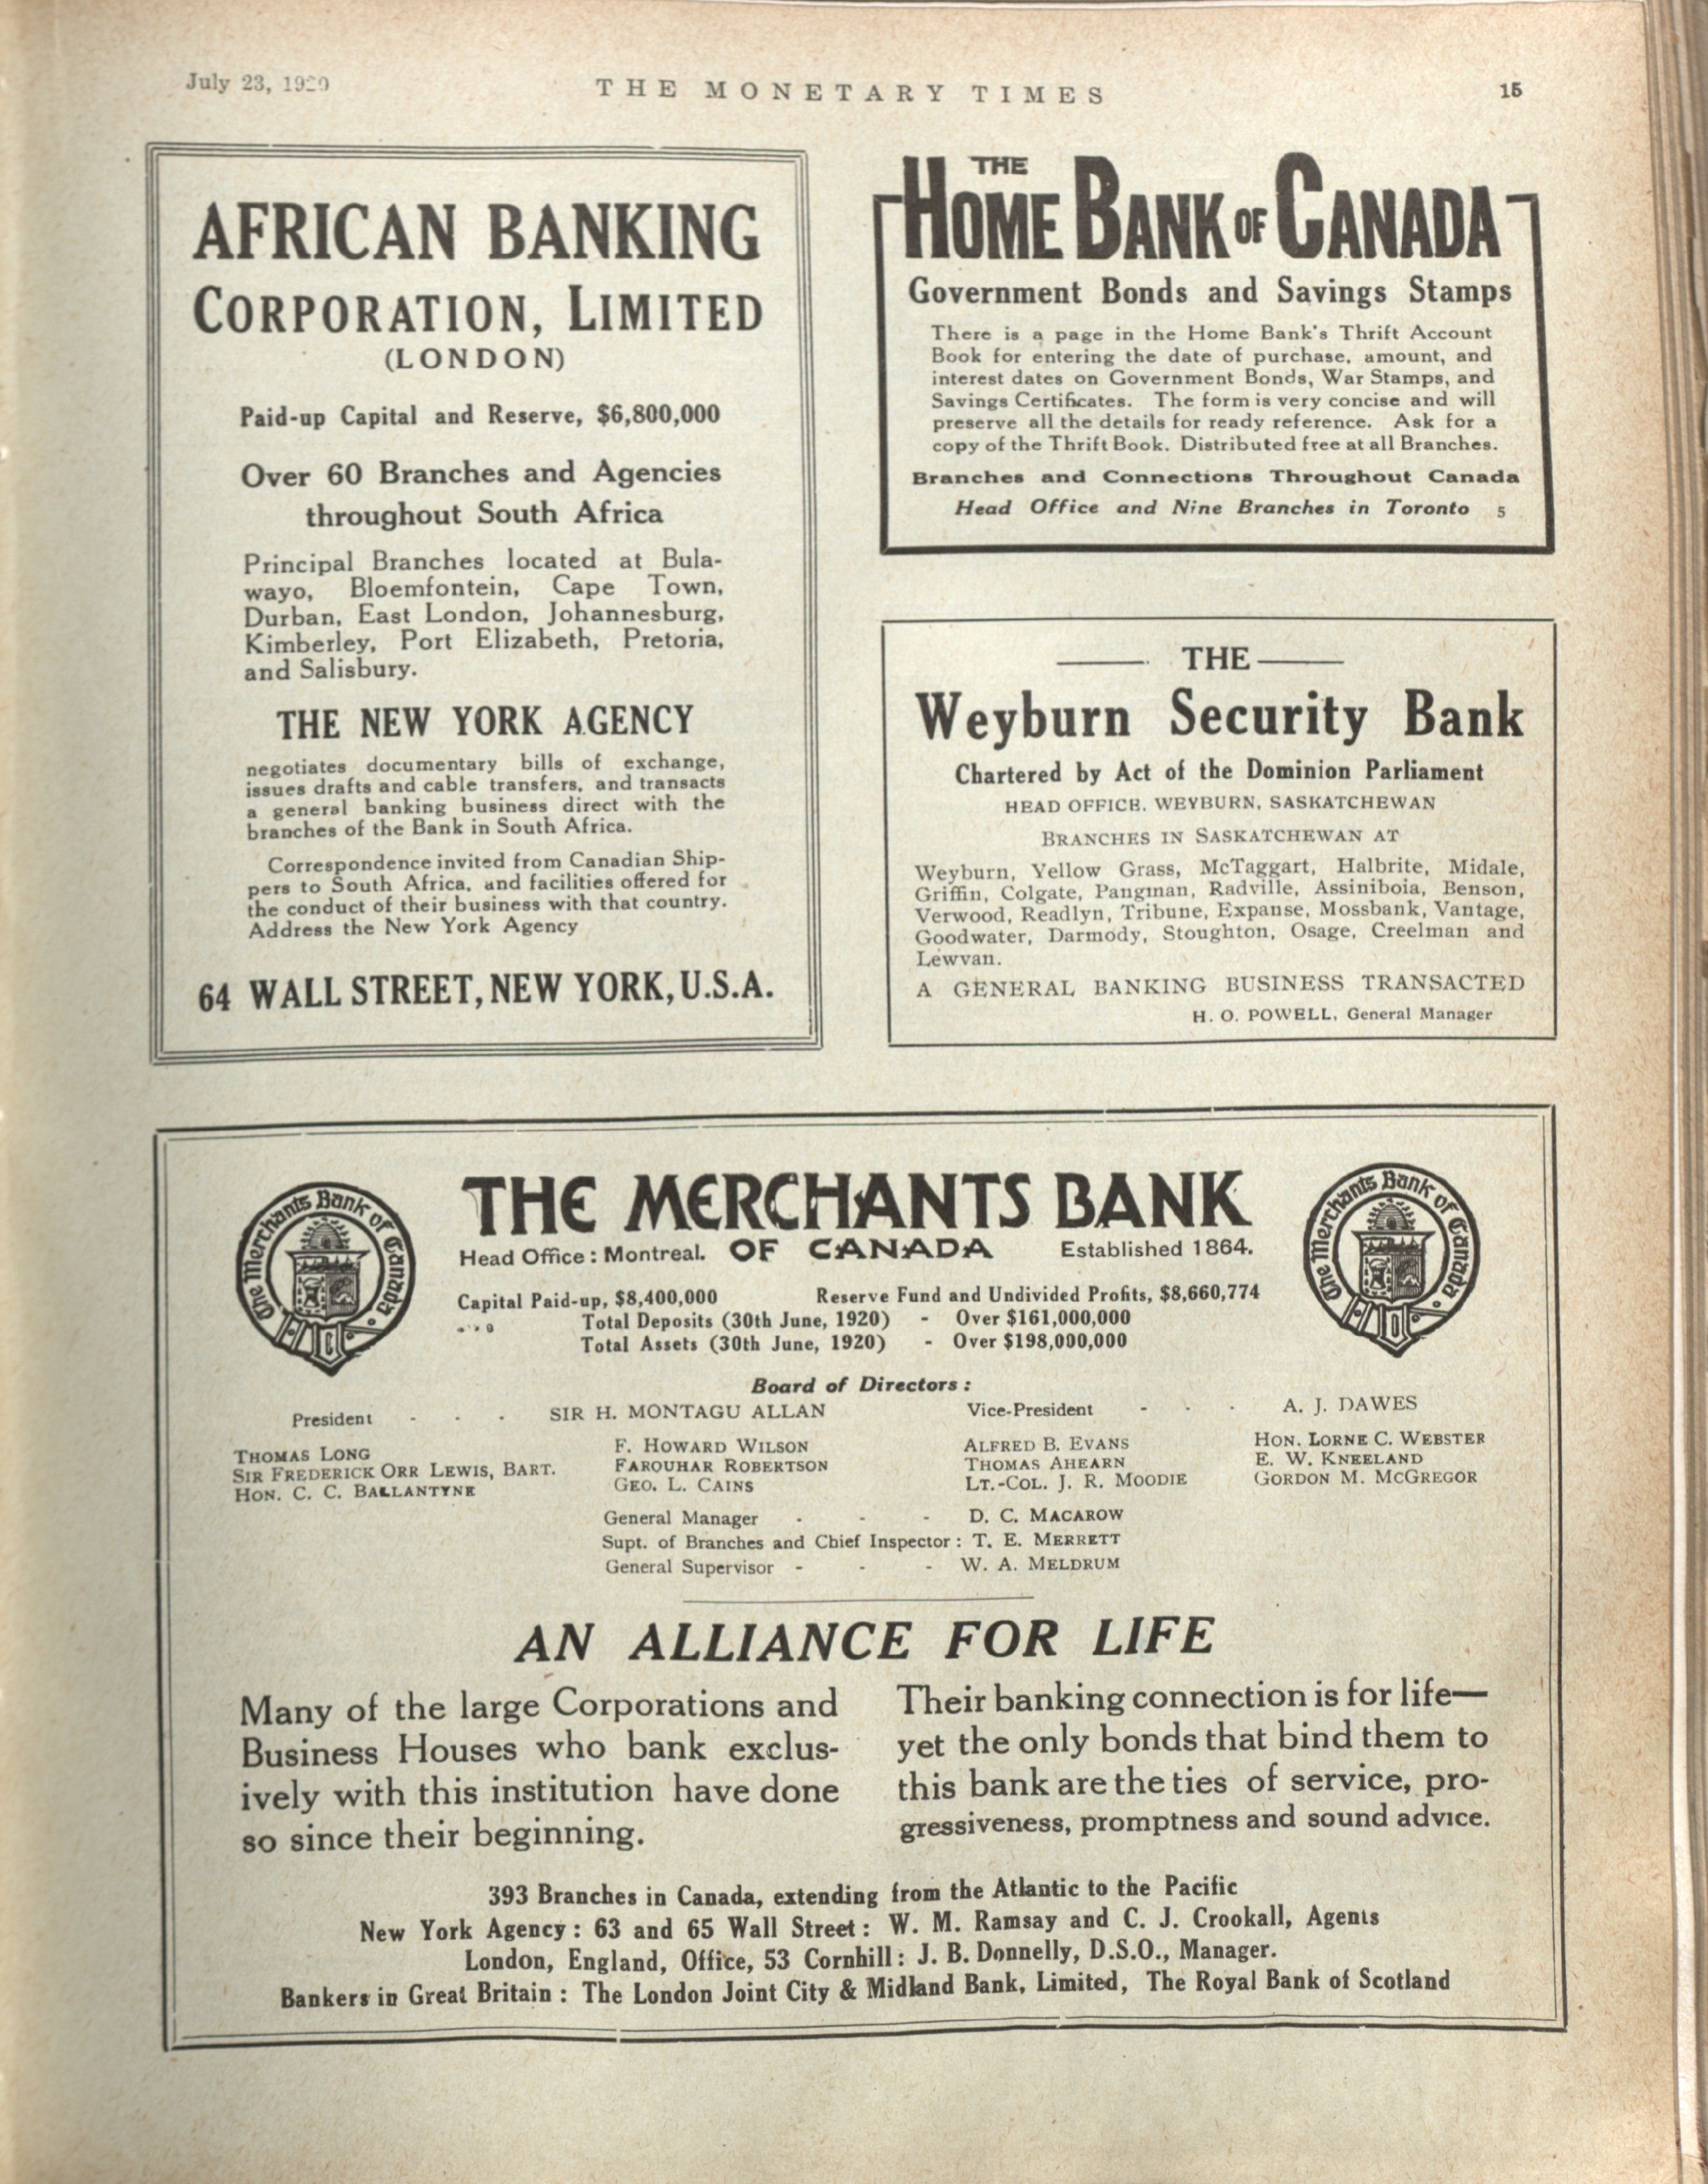 July 23, 1920
THE MONETARY TIMES
15
AFRICAN BANKING
CORPORATION, LIMITED
(LONDON)
Paid-up Capital and Reserve, $6,800,000
Over 60 Branches and Agencies
throughout South Africa
Principal Branches located at Bula-
wayo, Bloemfontein, Cape Town,
Durban, East London, Johannesburg,
Kimberley, Port Elizabeth, Pretoria,
and Salisbury.
THE NEW YORK AGENCY
negotiates documentary bills of exchange,
issues drafts and cable transfers, and transacts
a general banking business direct with the
branches of the Bank in South Africa.
Correspondence invited from Canadian Ship-
pers to South Africa, and facilities offered for
the conduct of their business with that country.
Address the New York Agency
64 WALL STREET, NEW YORK, U.S.A.
THE
HOME BANK OF CANADA
Government Bonds and Savings Stamps
There is a page in the Home Bank's Thrift Account
Book for entering the date of purchase, amount, and
interest dates on Government Bonds, War Stamps, and
Savings Certificates. The form is very concise and will
preserve all the details for ready reference. Ask for a
copy of the Thrift Book. Distributed free at all Branches.
Branches and Connections Throughout Canada
Head Office and Nine Branches in Toronto 5
THE
Weyburn Security Bank
Chartered by Act of the Dominion Parliament
HEAD OFFICE, WEYBURN, SASKATCHEWAN
BRANCHES IN SASKATCHEWAN AT
Weyburn, Yellow Grass, McTaggart, Halbrite, Midale,
Griffin, Colgate, Pangman, Radville, Assiniboia, Benson,
Verwood, Readlyn, Tribune, Expanse, Mossbank, Vantage,
Goodwater, Darmody, Stoughton, Osage, Creelman and
Lewvan.
A GENERAL BANKING BUSINESS TRANSACTED
H. O. POWELL, General Manager
The Merchants Bank of Canada
THE MERCHANTS BANK
Head Office: Montreal. OF CANADA Established 1864.
The Merchants Bank of Canada
Capital Paid-up, $8,400,000 Reserve Fund and Undivided Profits, $8,660,774
Total Deposits (30th June, 1920) - Over $161,000,000
Total Assets (30th June, 1920) - Over $198,000,000
Board of Directors:
President - - - SIR H. MONTAGU ALLAN Vice-President - - - A. J. DAWES
THOMAS LONG F. HOWARD WILSON ALFRED B. EVANS HON. LORNE C. WEBSTER
SIR FREDERICK ORR LEWIS, BART. FAROUHAR ROBERTSON THOMAS AHEARN E. W. KNEELAND
HON. C. C. BALLANTYNE GEO. L. CAINS LT.-COL. J. R. MOODIE GORDON M. MCGREGOR
General Manager - - - D. C. MACAROW
Supt. of Branches and Chief Inspector: T. E. MERRETT
General Supervisor - - - W. A. MELDRUM
AN ALLIANCE FOR LIFE
Many of the large Corporations and
Business Houses who bank exclus-
ively with this institution have done
so since their beginning.
Their banking connection is for life—
yet the only bonds that bind them to
this bank are the ties of service, pro-
gressiveness, promptness and sound advice.
393 Branches in Canada, extending from the Atlantic to the Pacific
New York Agency: 63 and 65 Wall Street: W. M. Ramsay and C. J. Crookall, Agents
London, England, Office, 53 Cornhill: J. B. Donnelly, D.S.O., Manager.
Bankers in Great Britain: The London Joint City & Midland Bank, Limited, The Royal Bank of Scotland